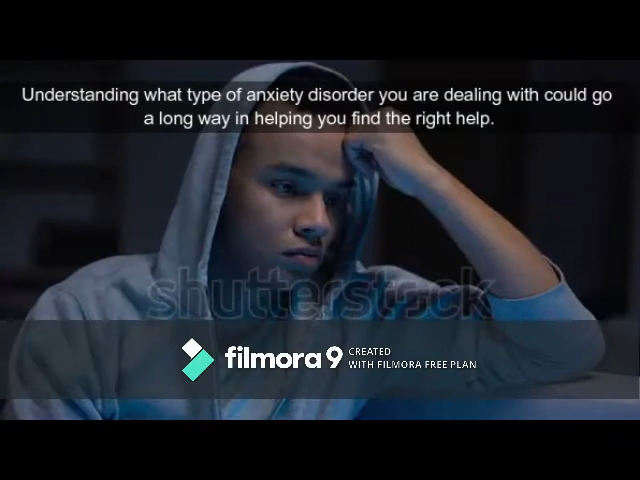 Understanding what type of anxiety disorder you are dealing with could go
a long way in helping you find the right help.
shutterstock
filmora 9 CREATED
WITH FILMORA FREE PLAN